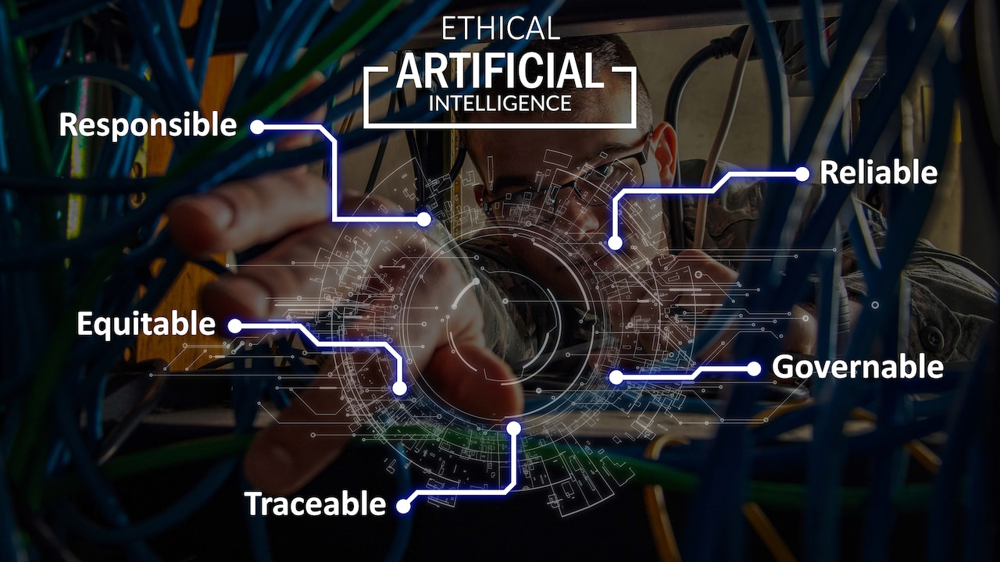 ETHICAL
ARTIFICIAL
INTELLIGENCE
Responsible
Reliable
Equitable
Governable
Traceable